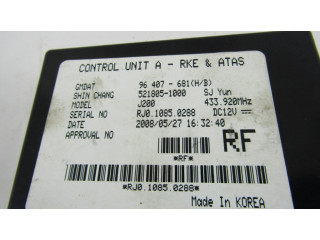 CONTROL UNIT A - RKE & ATAS
GMDAT 96 407 - 681(H/B)
SHIN CHANG 521805-1000 SJ Yun
MODEL J200 433.920MHz
SERIAL NO RJ0.1085.0288 DC12V
DATE 2008/05/27 16:32:40
APPROVAL NO RF
*RF*
*RJ0.1085.0288*
Made in KOREA